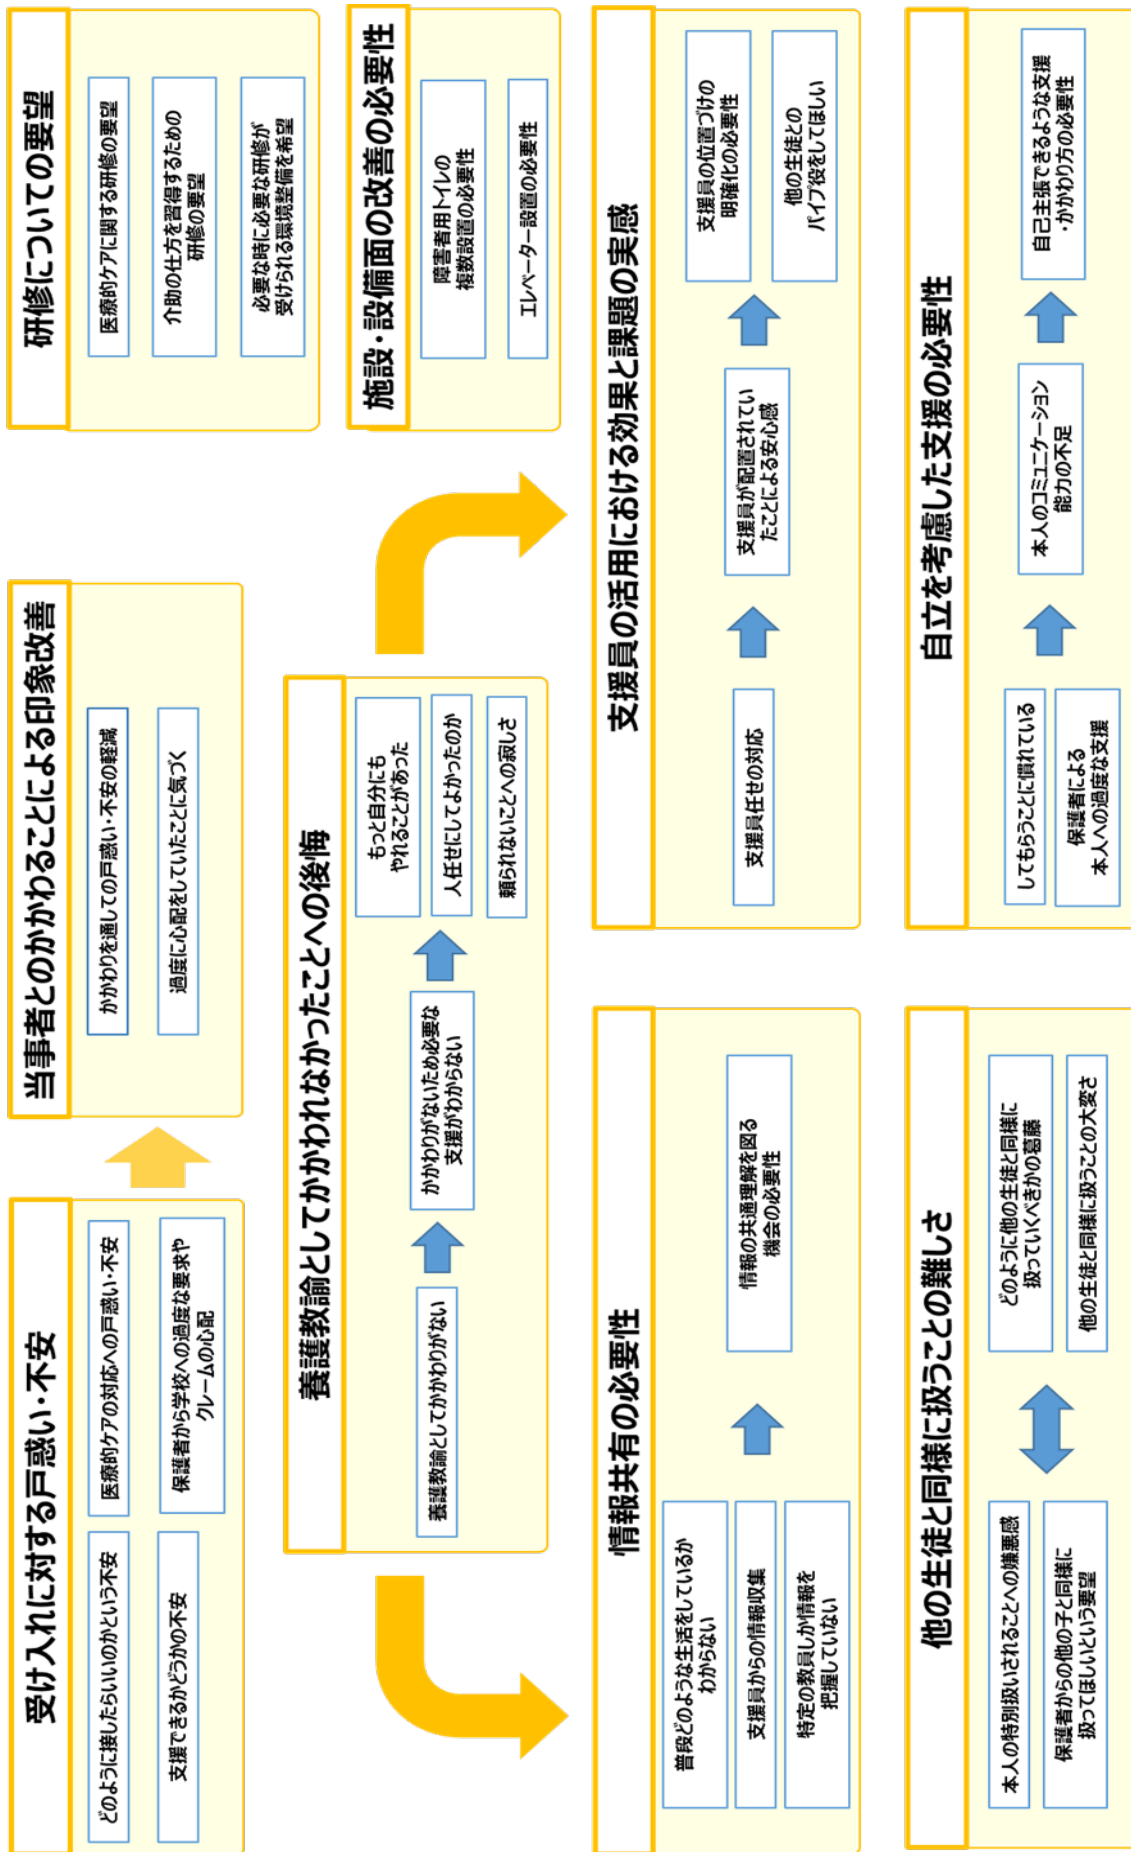 受け入れに対する戸惑い・不安
どのように接したらいいのかという不安
医療的ケアの対応への戸惑い・不安
支援できるかどうかの不安
保護者から学校への過度な要求や
クレームの心配
当事者とのかかわることによる印象改善
かかわりを通しての戸惑い・不安の軽減
過度に心配をしていたことに気づく
研修についての要望
医療的ケアに関する研修の要望
介助の仕方を習得するための
研修の要望
必要な時に必要な研修が
受けられる環境整備を希望
養護教諭としてかかわれなかったことへの後悔
養護教諭としてかかわりがない
かかわりがないため必要な
支援がわからない
もっと自分にも
やれることがあった
人任せにしてよかったのか
頼られないことへの寂しさ
施設・設備面の改善の必要性
障害者用トイレの
複数設置の必要性
エレベーター設置の必要性
情報共有の必要性
普段どのような生活をしているか
わからない
支援員からの情報収集
特定の教員しか情報を
把握していない
情報の共通理解を図る
機会の必要性
支援員の活用における効果と課題の実感
支援員任せの対応
支援員が配置されてい
たことによる安心感
支援員の位置づけの
明確化の必要性
他の生徒との
パイプ役をしてほしい
他の生徒と同様に扱うことの難しさ
本人の特別扱いされることへの嫌悪感
保護者からの他の子と同様に
扱ってほしいという要望
どのように他の生徒と同様に
扱っていくべきかの葛藤
他の生徒と同様に扱うことの大変さ
自立を考慮した支援の必要性
してもらうことに慣れている
保護者による
本人への過度な支援
本人のコミュニケーション
能力の不足
自己主張できるような支援
・かかわり方の必要性